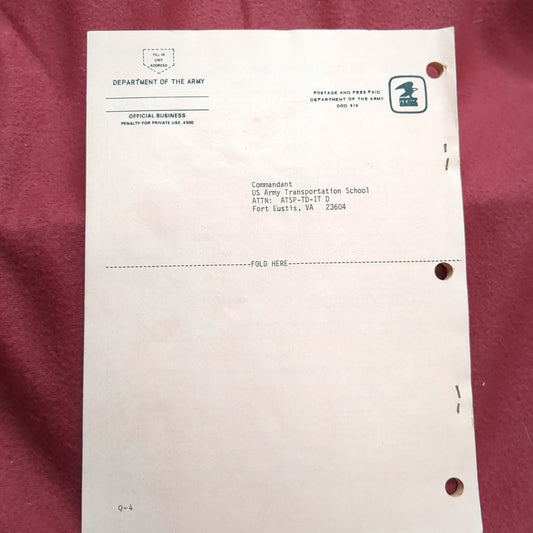 FILL IN
UNIT
ADDRESS
DEPARTMENT OF THE ARMY
OFFICIAL BUSINESS
PENALTY FOR PRIVATE USE, $300
POSTAGE AND FEES PAID
DEPARTMENT OF THE ARMY
DOD 314
U.S.MAIL
Commandant
US Army Transportation School
ATTN: ATSP-TD-IT D
Fort Eustis, VA 23604
FOLD HERE
Q-4